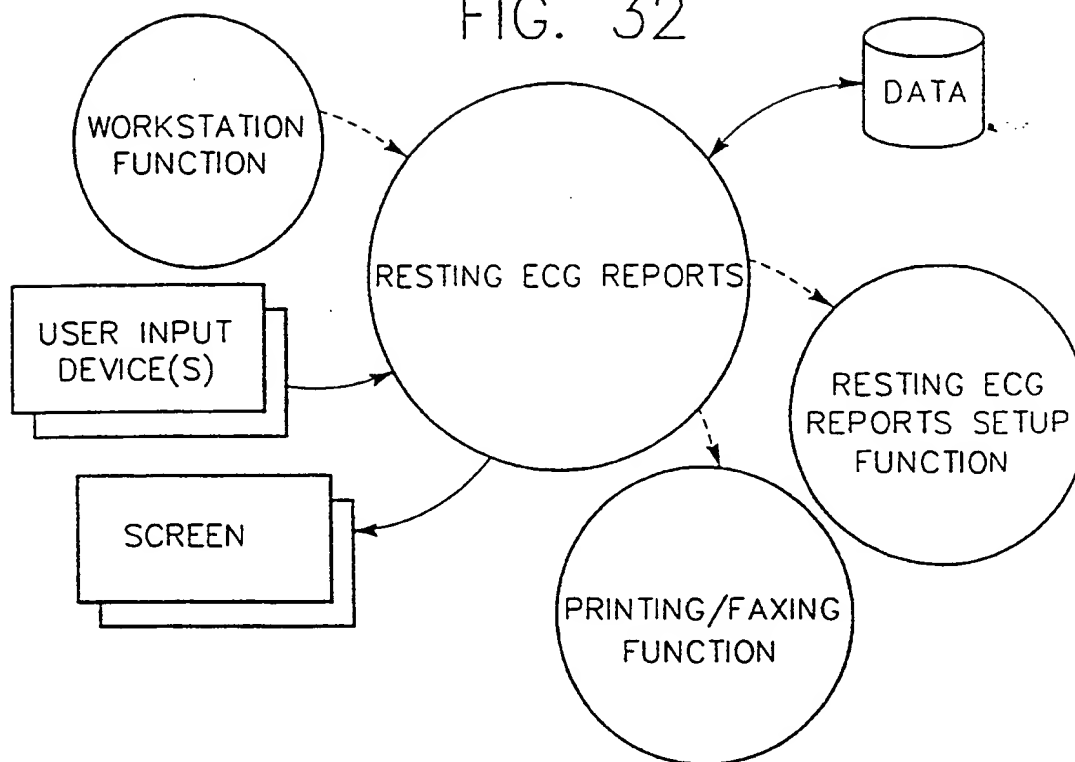 FIG. 32
WORKSTATION
FUNCTION
DATA
RESTING ECG REPORTS
USER INPUT
DEVICE(S)
RESTING ECG
REPORTS SETUP
FUNCTION
SCREEN
PRINTING/FAXING
FUNCTION